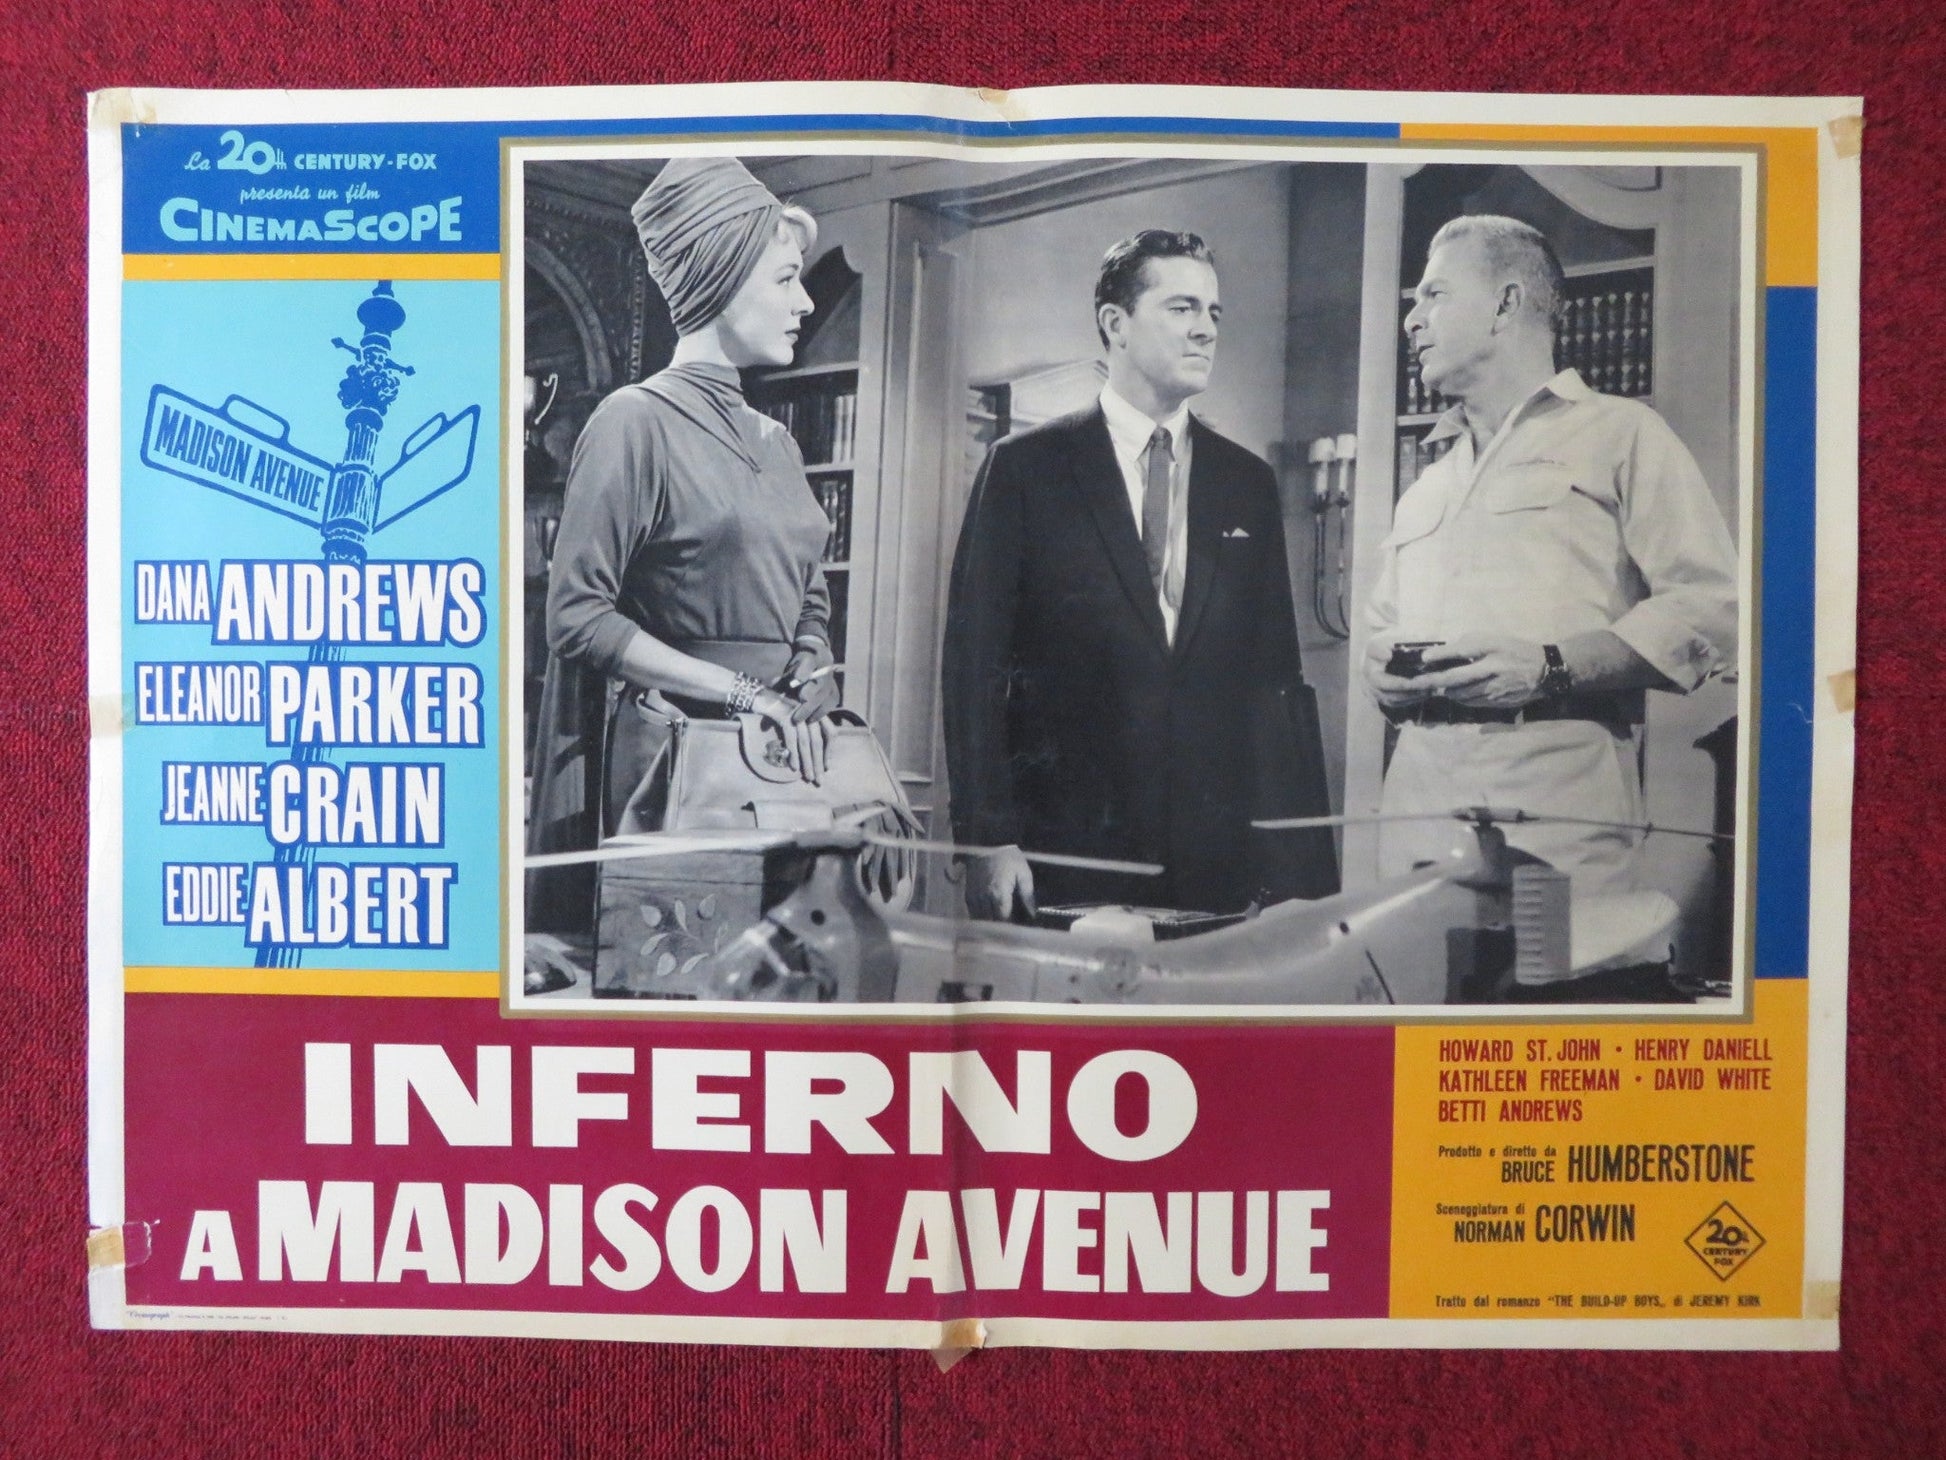 La 20th CENTURY-FOX
presenta un film
CINEMASCOPE
MADISON AVENUE
DANA ANDREWS
ELEANOR PARKER
JEANNE CRAIN
EDDIE ALBERT
INFERNO
A MADISON AVENUE
HOWARD ST. JOHN • HENRY DANIELL
KATHLEEN FREEMAN • DAVID WHITE
BETTI ANDREWS
Prodotto e diretto da
BRUCE HUMBERSTONE
Sceneggiatura di
NORMAN CORWIN
20th
CENTURY
FOX
Tratto dal romanzo "THE BUILD-UP BOYS„ di JEREMY KIRK